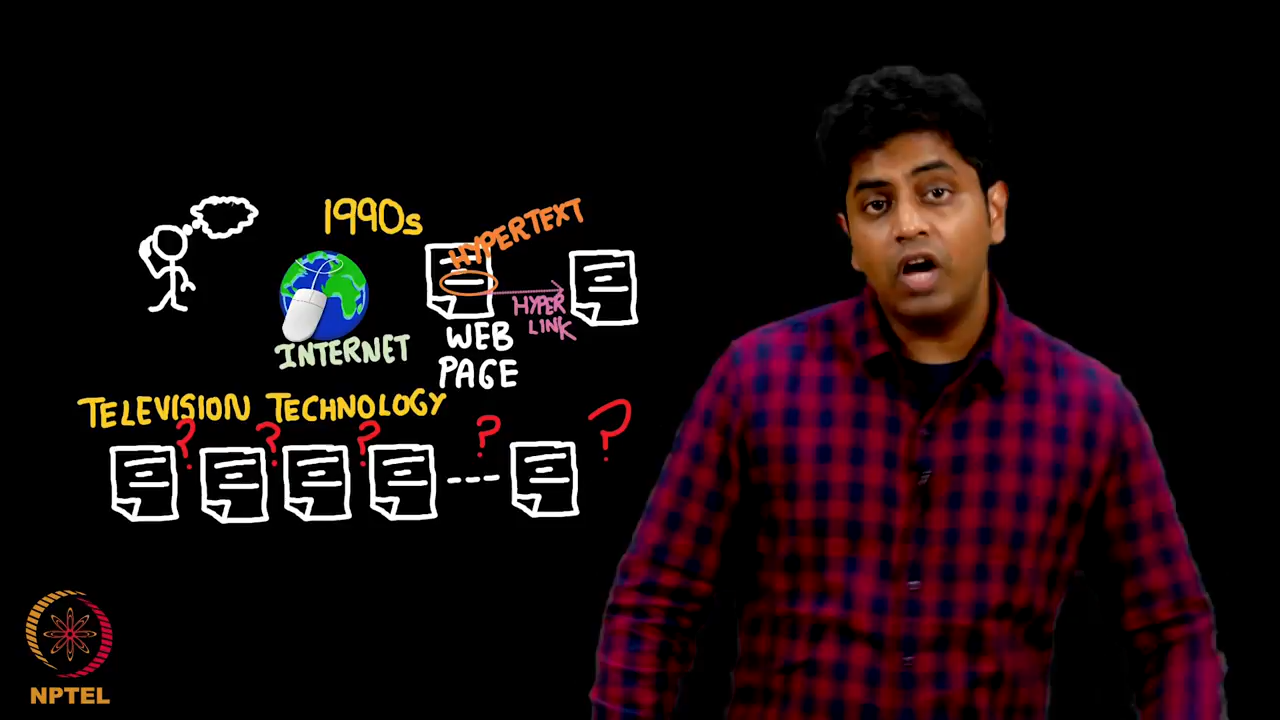 1990s
HYPERTEXT
HYPER
LINK
WEB
PAGE
INTERNET
TELEVISION TECHNOLOGY
? ? ? ? ?
NPTEL